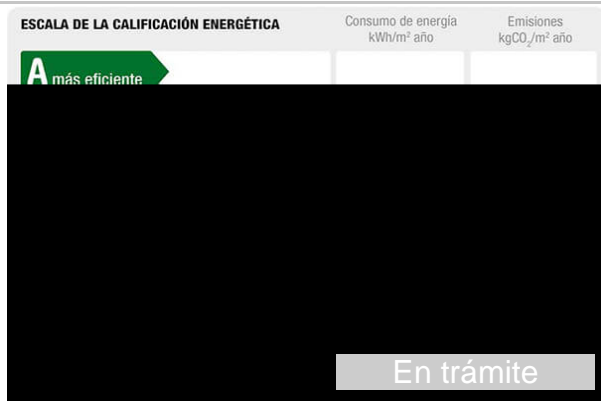 ESCALA DE LA CALIFICACIÓN ENERGÉTICA
Consumo de energía
kWh/m² año
Emisiones
kgCO₂/m² año
A más eficiente
En trámite